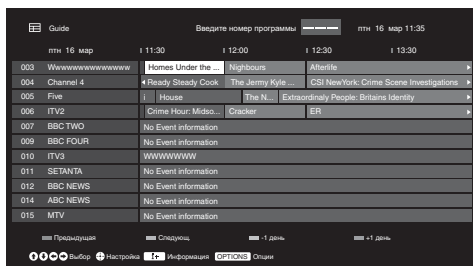 Guide Введите номер программы — — — птн 16 мар 11:35
птн 16 мар 11:30 12:00 12:30 13:30
003 Wwwwwwwwwwwwww Homes Under the ... Nighbours Afterlife
004 Channel 4 Ready Steady Cook The Jermy Kyle ... CSI NewYork: Crime Scene Investigations
005 Five i House The N... Extraordinaly People: Britains Identity
006 ITV2 Crime Hour: Midso... Cracker ER
007 BBC TWO No Event information
009 BBC FOUR No Event information
010 ITV3 WWWWWWW
011 SETANTA No Event information
012 BBC NEWS No Event information
014 ABC NEWS No Event information
015 MTV No Event information
Предыдущая Следующ. -1 день +1 день
Выбор Настройка Информация OPTIONS Опции